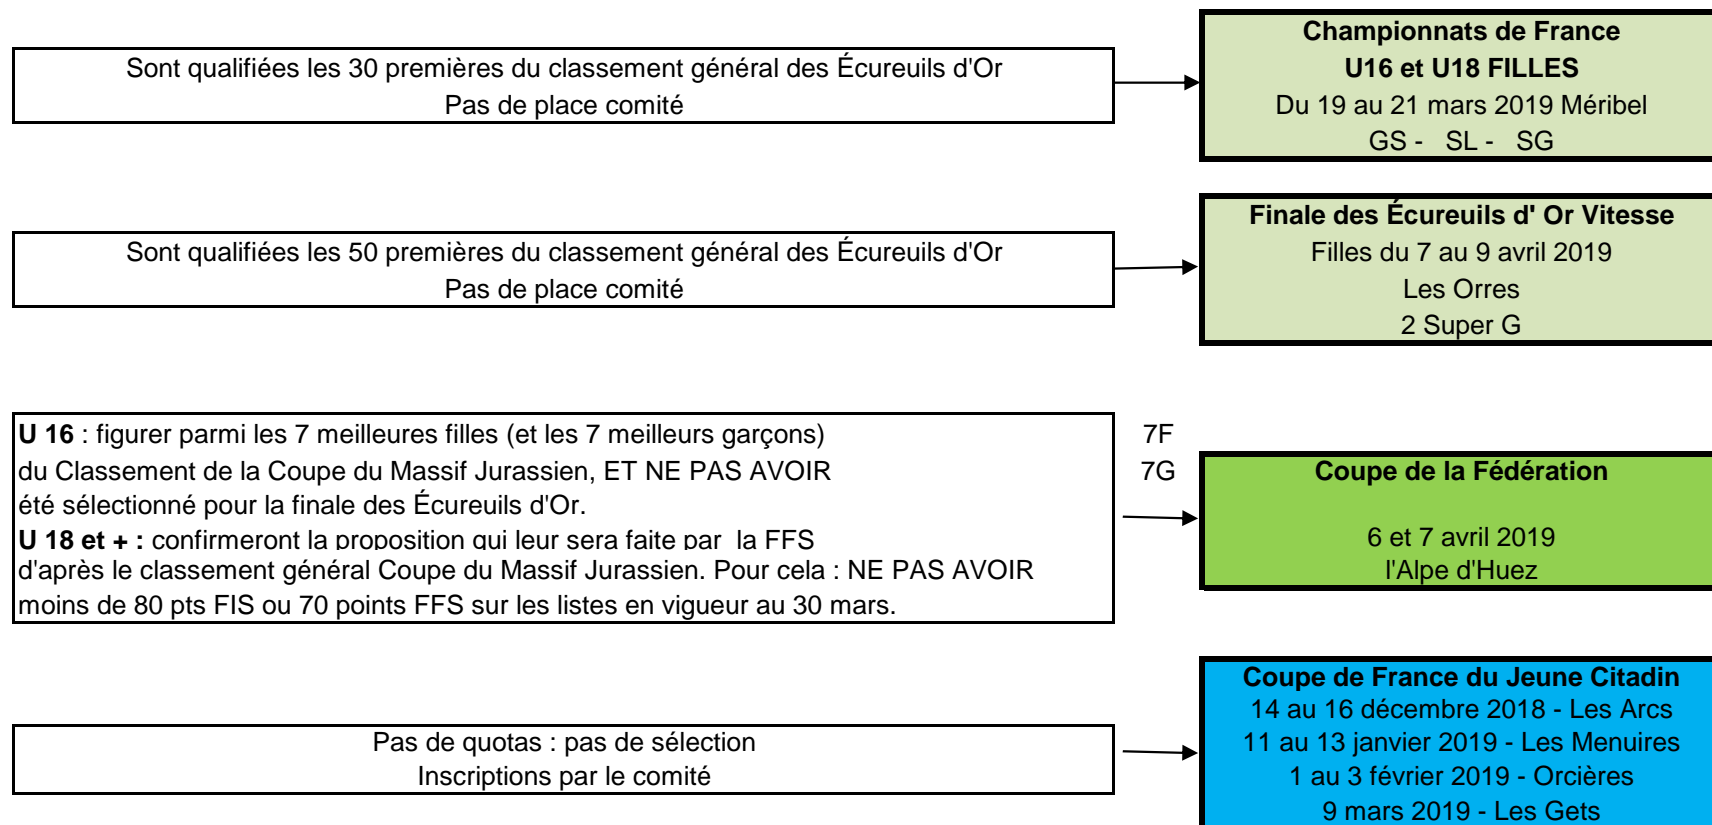 Sont qualifiées les 30 premières du classement général des Écureuils d'Or
Pas de place comité
Championnats de France
U16 et U18 FILLES
Du 19 au 21 mars 2019 Méribel
GS - SL - SG
Sont qualifiées les 50 premières du classement général des Écureuils d'Or
Pas de place comité
Finale des Écureuils d' Or Vitesse
Filles du 7 au 9 avril 2019
Les Orres
2 Super G
U 16 : figurer parmi les 7 meilleures filles (et les 7 meilleurs garçons)
du Classement de la Coupe du Massif Jurassien, ET NE PAS AVOIR
été sélectionné pour la finale des Écureuils d'Or.
U 18 et + : confirmeront la proposition qui leur sera faite par la FFS
d'après le classement général Coupe du Massif Jurassien. Pour cela : NE PAS AVOIR
moins de 80 pts FIS ou 70 points FFS sur les listes en vigueur au 30 mars.
7F
7G
Coupe de la Fédération
6 et 7 avril 2019
l'Alpe d'Huez
Pas de quotas : pas de sélection
Inscriptions par le comité
Coupe de France du Jeune Citadin
14 au 16 décembre 2018 - Les Arcs
11 au 13 janvier 2019 - Les Menuires
1 au 3 février 2019 - Orcières
9 mars 2019 - Les Gets